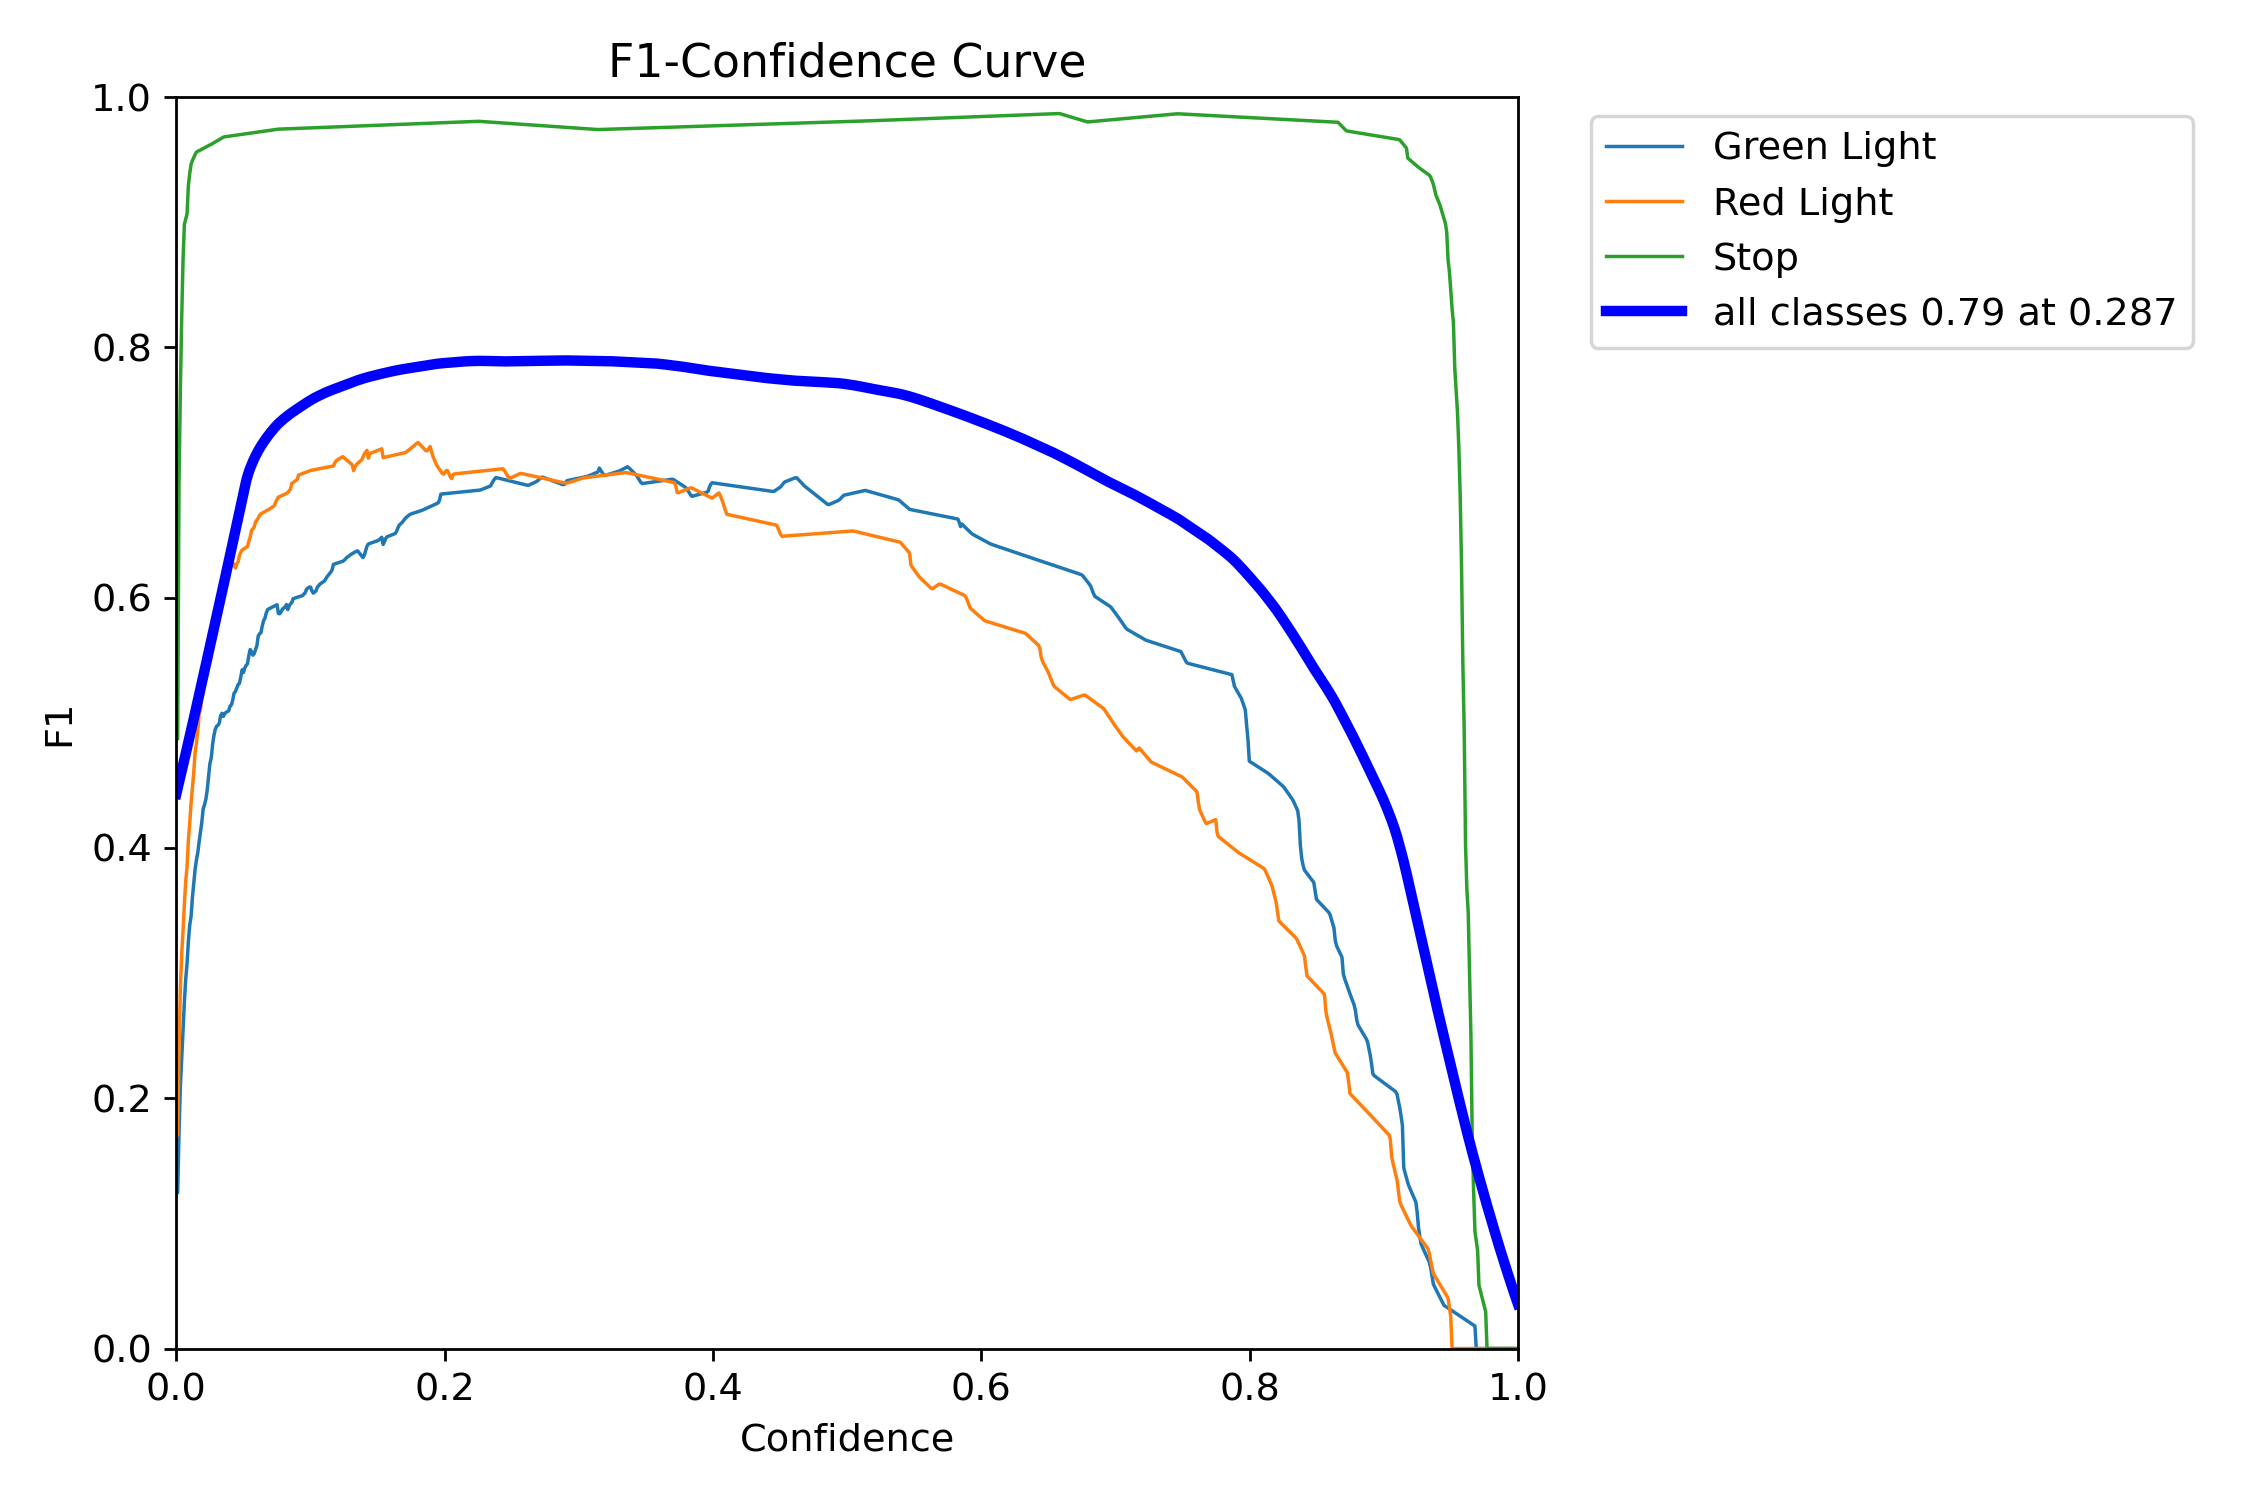 F1-Confidence Curve
1.0
0.8
0.6
0.4
0.2
0.0
F1
0.0 0.2 0.4 0.6 0.8 1.0
Confidence
Green Light
Red Light
Stop
all classes 0.79 at 0.287